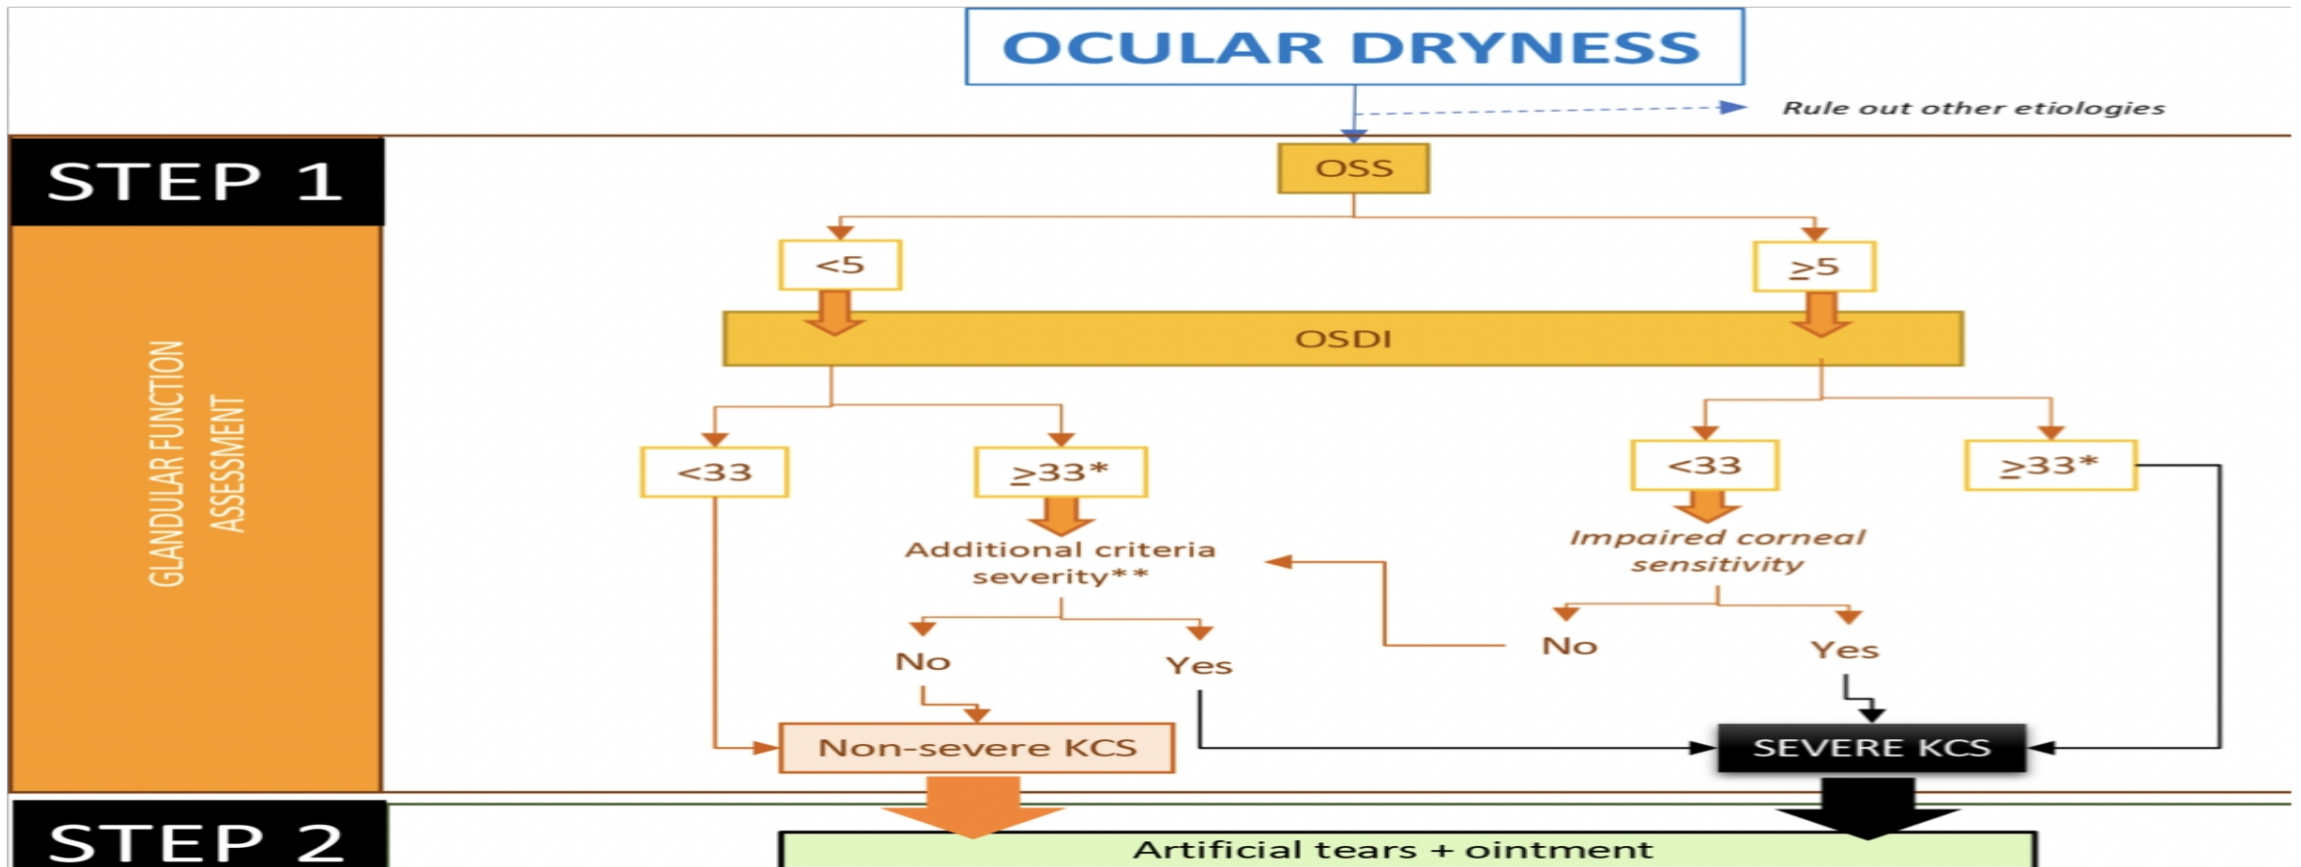 OCULAR DRYNESS
Rule out other etiologies
STEP 1
GLANDULAR FUNCTION
ASSESSMENT
OSS
<5
≥5
OSDI
<33
≥33*
<33
≥33*
Additional criteria
severity**
Impaired corneal
sensitivity
No
Yes
No
Yes
Non-severe KCS
SEVERE KCS
STEP 2
Artificial tears + ointment